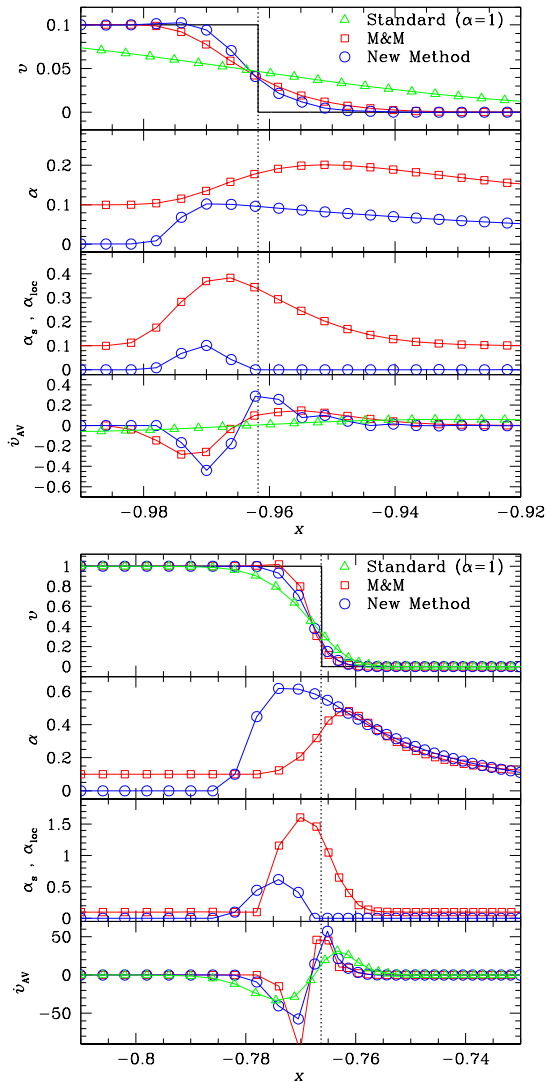 Standard (α=1)
M&M
New Method
0.1
0.05
0
υ
0.2
0.1
0
α
0.4
0.3
0.2
0.1
0
αs , αloc
0.4
0.2
0
−0.2
−0.4
−0.6
υ̇AV
−0.98
−0.96
−0.94
−0.92
x
Standard (α=1)
M&M
New Method
1
0.8
0.6
0.4
0.2
0
υ
0.6
0.4
0.2
0
α
1.5
1
0.5
0
αs , αloc
50
0
−50
υ̇AV
−0.8
−0.78
−0.76
−0.74
x